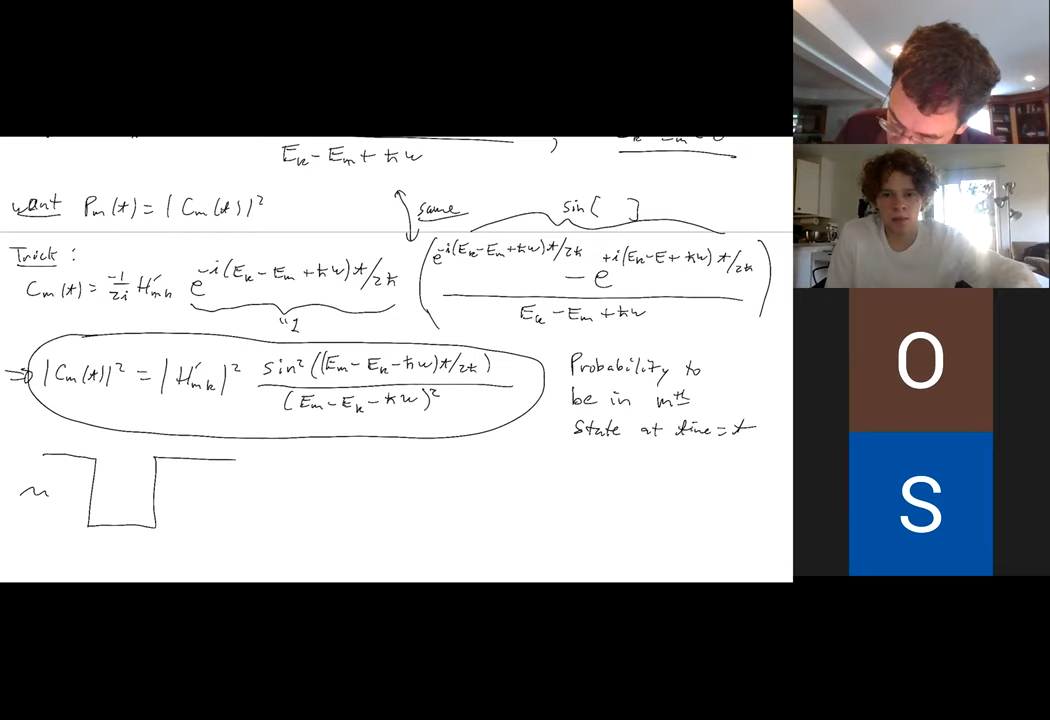 E_k - E_m + ħω ,
want P_m(t) = |C_m(t)|²
same
sin( ]
Trick:
C_m(t) = -1/2i H'_mk e^{-i(E_k - E_m + ħω)t/2ħ} ( (e^{-i(E_k - E_m + ħω)t/2ħ} - e^{+i(E_k - E + ħω)t/2ħ}) / (E_k - E_m + ħω) )
"1
⇒ |C_m(t)|² = |H'_mk|² sin²((E_m - E_k - ħω)t/2ħ) / (E_m - E_k - ħω)²
Probability to
be in mth
State at time = t
O
S